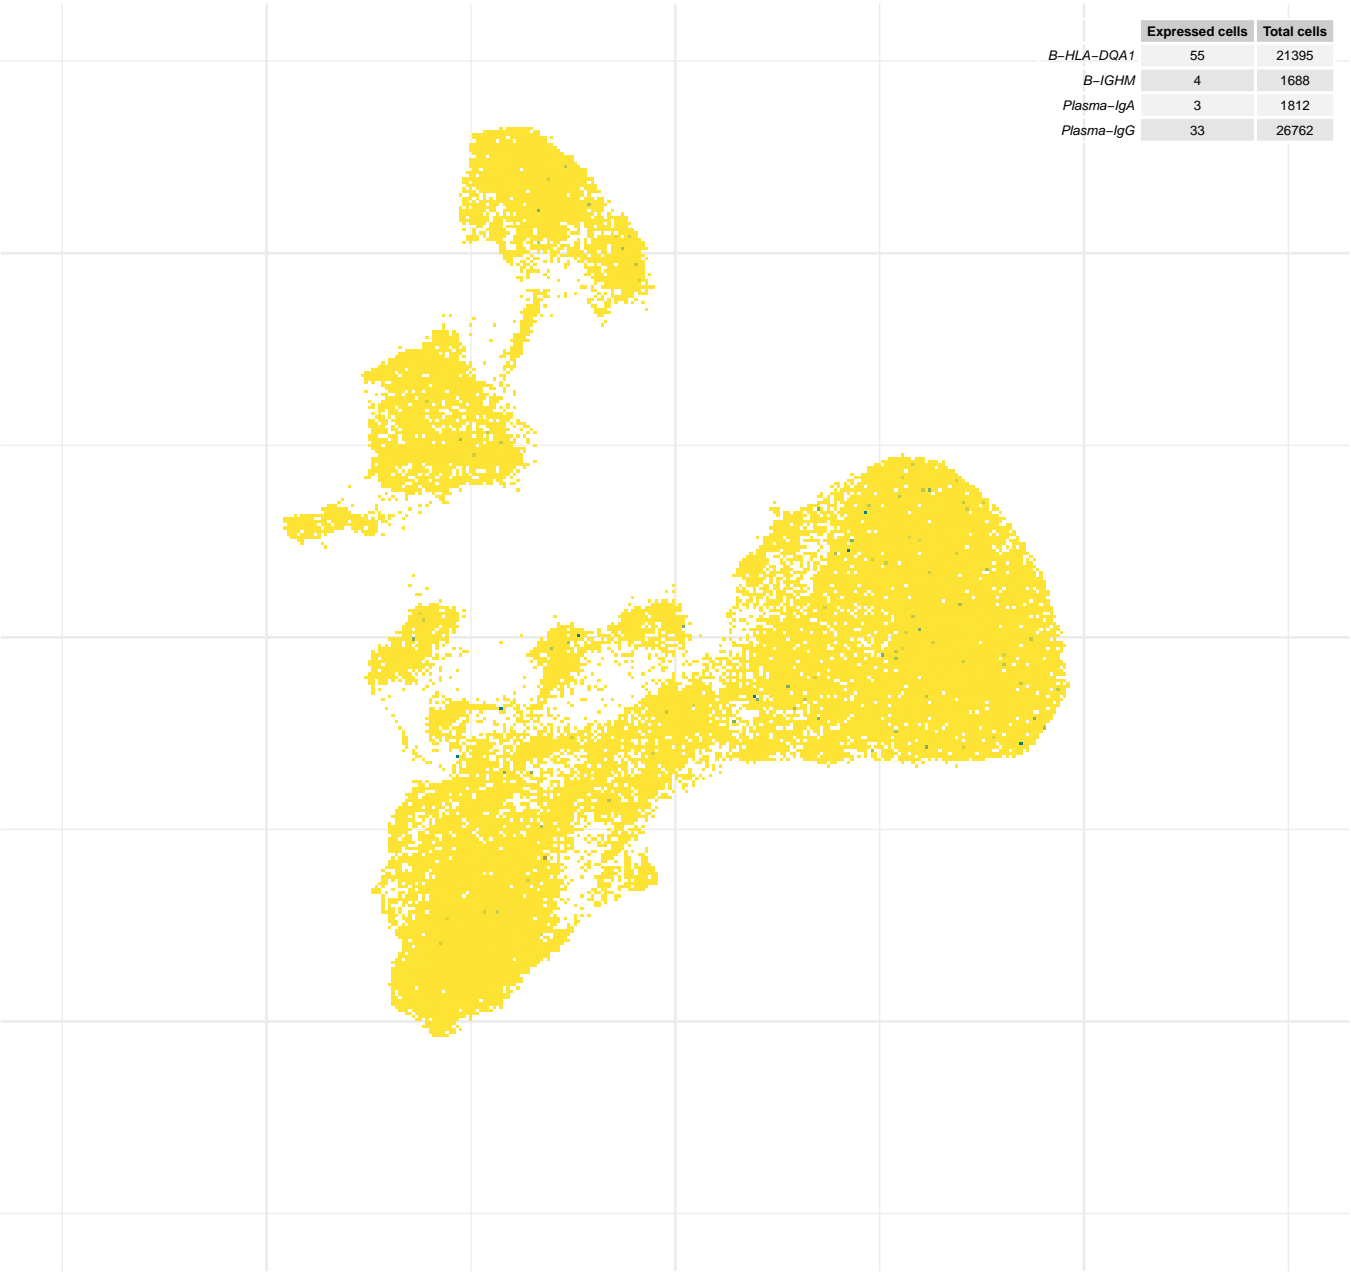 Expressed cells Total cells
B−HLA−DQA1 55 21395
B−IGHM 4 1688
Plasma−IgA 3 1812
Plasma−IgG 33 26762